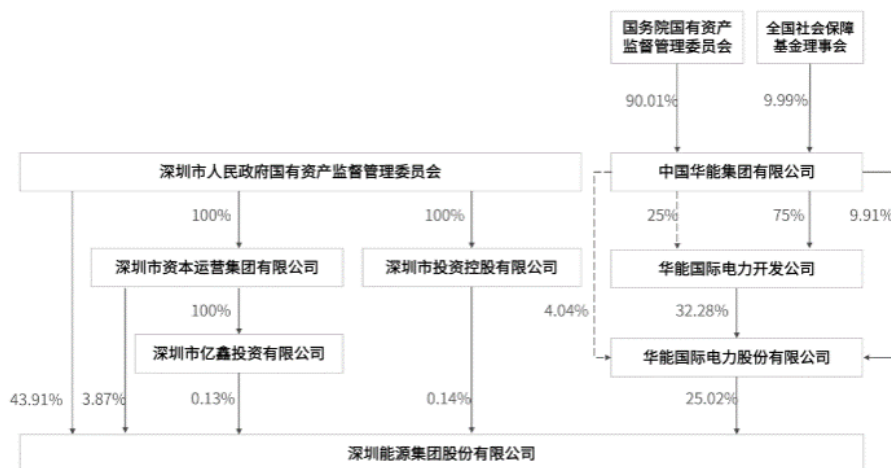 国务院国有资产
监督管理委员会
全国社会保障
基金理事会
90.01%
9.99%
深圳市人民政府国有资产监督管理委员会
中国华能集团有限公司
100%
100%
25%
75%
9.91%
深圳市资本运营集团有限公司
深圳市投资控股有限公司
华能国际电力开发公司
100%
4.04%
32.28%
深圳市亿鑫投资有限公司
华能国际电力股份有限公司
43.91%
3.87%
0.13%
0.14%
25.02%
深圳能源集团股份有限公司